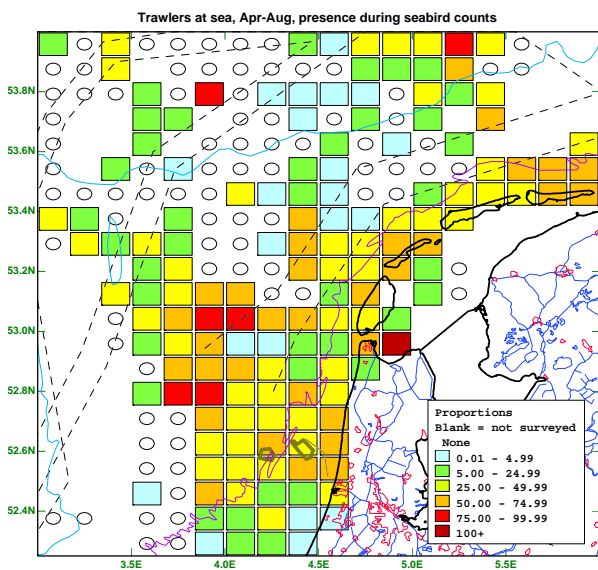 Trawlers at sea, Apr-Aug, presence during seabird counts
53.8N
53.6N
53.4N
53.2N
53.0N
52.8N
52.6N
52.4N
3.5E
4.0E
4.5E
5.0E
5.5E
Proportions
Blank = not surveyed
None
0.01 - 4.99
5.00 - 24.99
25.00 - 49.99
50.00 - 74.99
75.00 - 99.99
100+